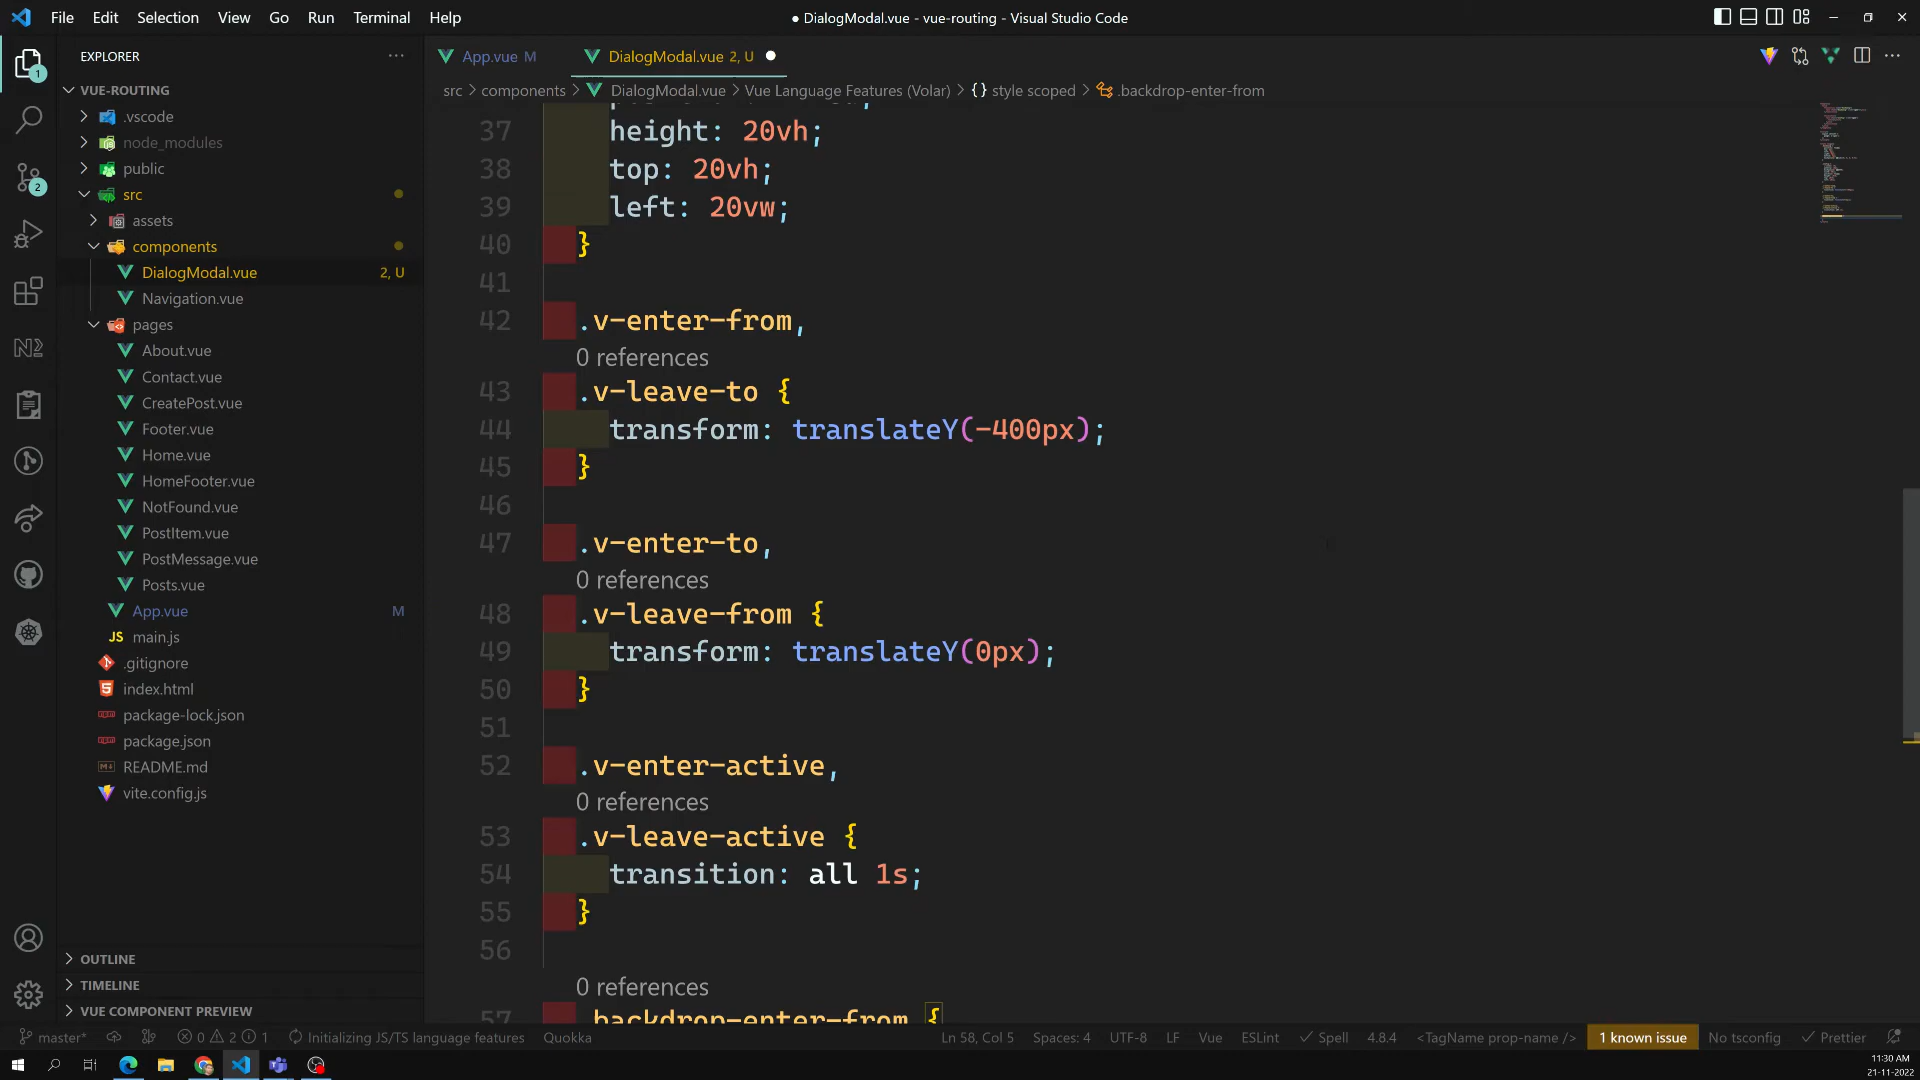 File Edit Selection View Go Run Terminal Help
● DialogModal.vue - vue-routing - Visual Studio Code
EXPLORER
App.vue M
DialogModal.vue 2, U
src > components > DialogModal.vue > Vue Language Features (Volar) > {} style scoped > .backdrop-enter-from
1
2
VUE-ROUTING
.vscode
node_modules
public
src
assets
components
DialogModal.vue 2, U
Navigation.vue
pages
About.vue
Contact.vue
CreatePost.vue
Footer.vue
Home.vue
HomeFooter.vue
NotFound.vue
PostItem.vue
PostMessage.vue
Posts.vue
App.vue M
JS main.js
.gitignore
index.html
package-lock.json
package.json
README.md
vite.config.js
OUTLINE
TIMELINE
VUE COMPONENT PREVIEW
37 height: 20vh;
38 top: 20vh;
39 left: 20vw;
40 }
41
42 .v-enter-from,
0 references
43 .v-leave-to {
44 transform: translateY(-400px);
45 }
46
47 .v-enter-to,
0 references
48 .v-leave-from {
49 transform: translateY(0px);
50 }
51
52 .v-enter-active,
0 references
53 .v-leave-active {
54 transition: all 1s;
55 }
56
0 references
57 .backdrop-enter-from {
master* 0 2 1 Initializing JS/TS language features Quokka Ln 58, Col 5 Spaces: 4 UTF-8 LF Vue ESLint Spell 4.8.4 <TagName prop-name /> 1 known issue No tsconfig Prettier
11:30 AM
21-11-2022